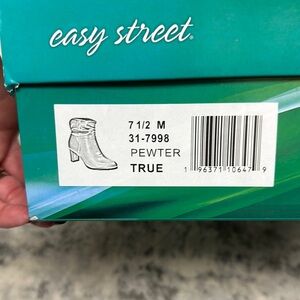 easy street®
7 1/2 M
31-7998
PEWTER
TRUE
1 96371 10647 9